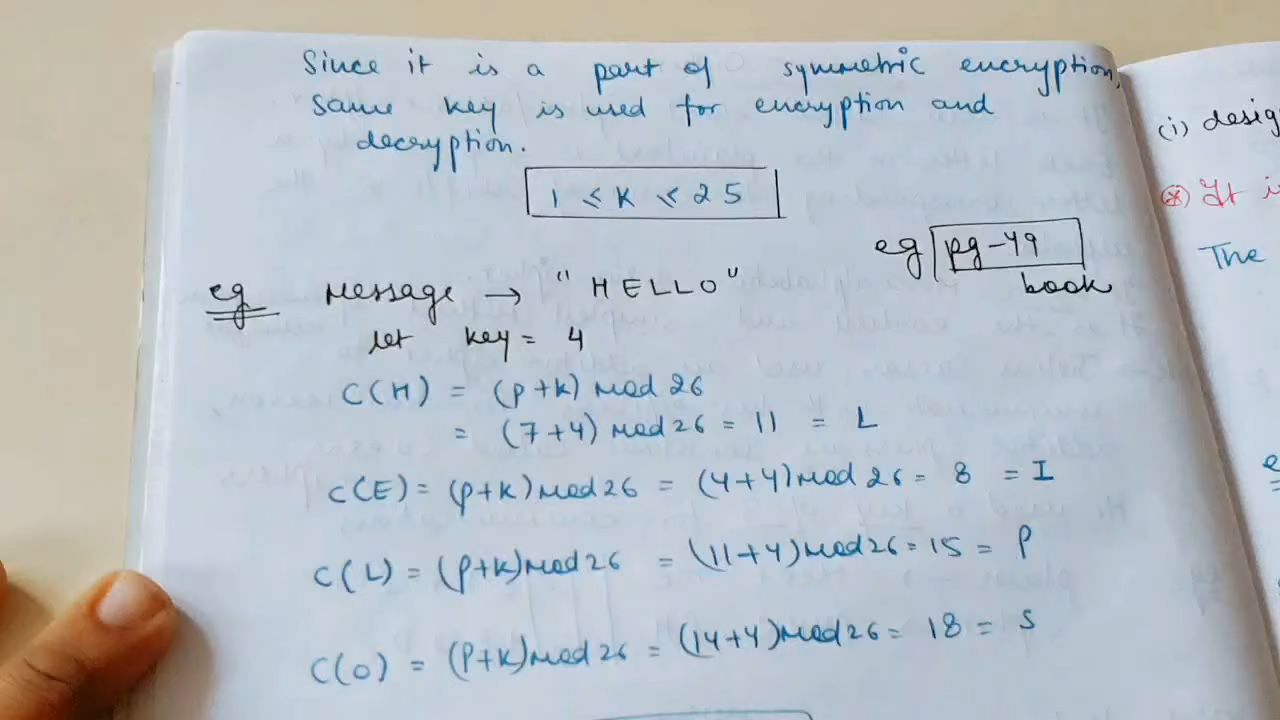 Since it is a part of symmetric encryption,
same key is used for encryption and
decryption.
1 ≤ K ≤ 25
eg pg-49
book
eg message → "HELLO"
let key = 4
C(H) = (P+K) mod 26
= (7+4) mod 26 = 11 = L
C(E) = (P+K) mod 26 = (4+4) mod 26 = 8 = I
C(L) = (P+K) mod 26 = (11+4) mod 26 = 15 = P
C(O) = (P+K) mod 26 = (14+4) mod 26 = 18 = S
(i)
It
The